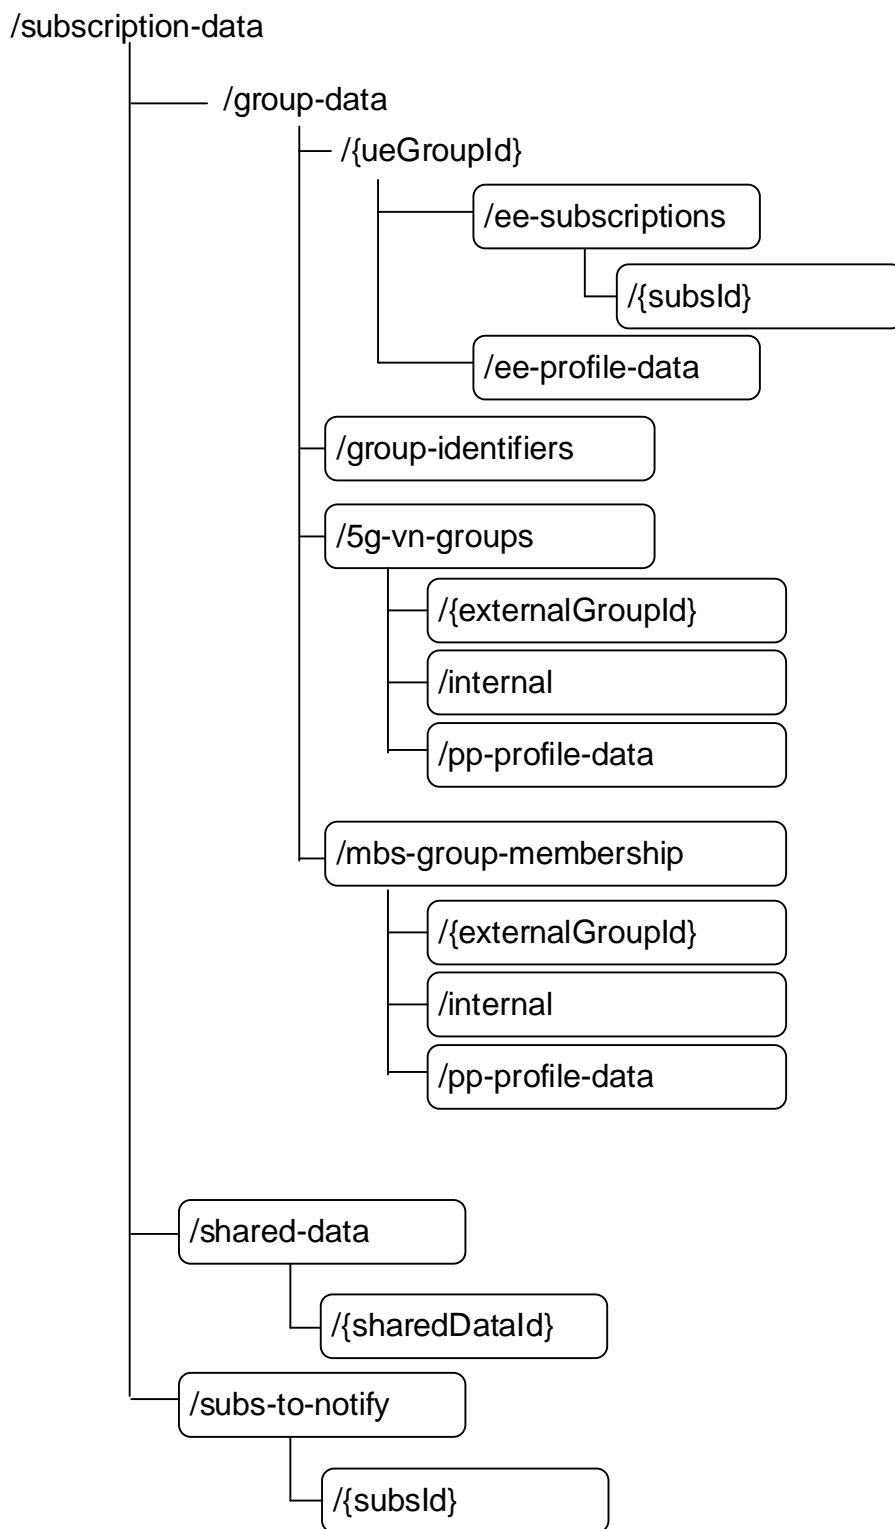 /subscription-data
/group-data
/{ueGroupId}
/ee-subscriptions
/{subsId}
/ee-profile-data
/group-identifiers
/5g-vn-groups
/{externalGroupId}
/internal
/pp-profile-data
/mbs-group-membership
/{externalGroupId}
/internal
/pp-profile-data
/shared-data
/{sharedDataId}
/subs-to-notify
/{subsId}